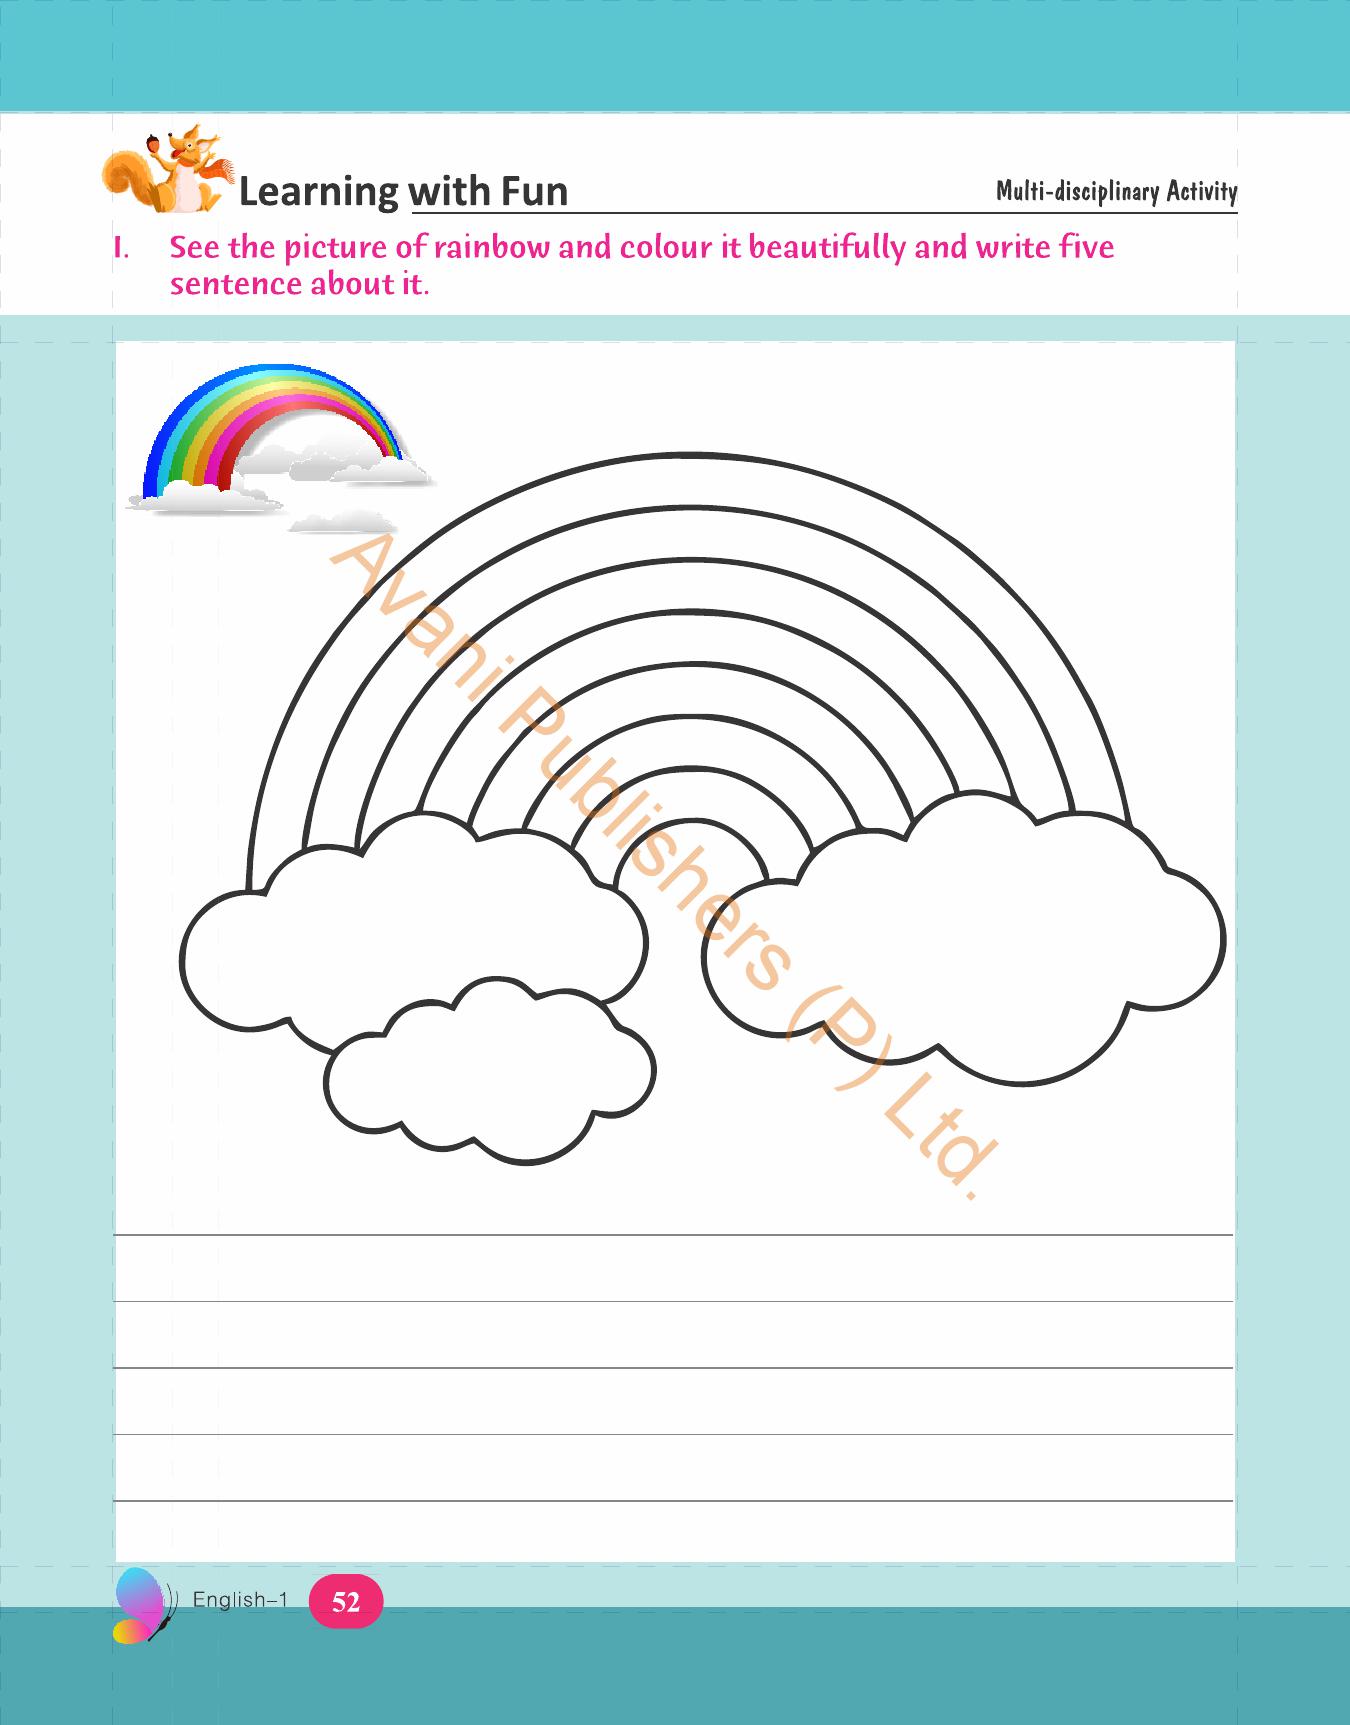 Learning with Fun
Multi-disciplinary Activity
I. See the picture of rainbow and colour it beautifully and write five
sentence about it.
Avani Publishers (P) Ltd.
English–1
52